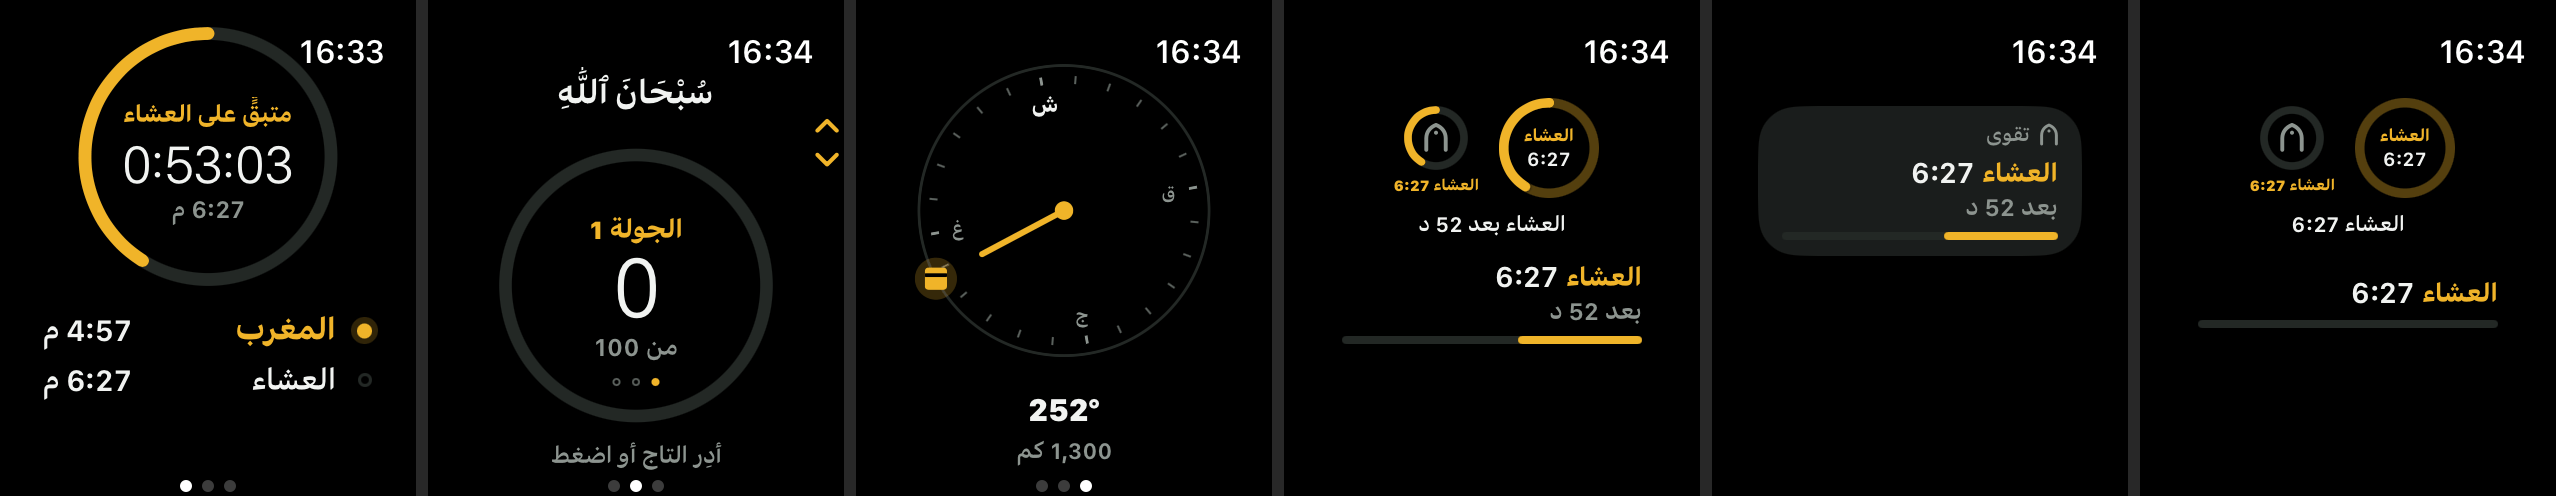 16:33
متبقٍّ على العشاء
0:53:03
6:27 م
المغرب 4:57 م
العشاء 6:27 م
16:34
سُبْحَانَ ٱللَّهِ
الجولة 1
0
من 100
أدِر التاج أو اضغط
16:34
ش
ق
غ
ج
252°
1,300 كم
16:34
العشاء
6:27
العشاء 6:27
العشاء بعد 52 د
العشاء 6:27
بعد 52 د
16:34
تقوى
العشاء 6:27
بعد 52 د
16:34
العشاء
6:27
العشاء 6:27
العشاء 6:27
العشاء 6:27